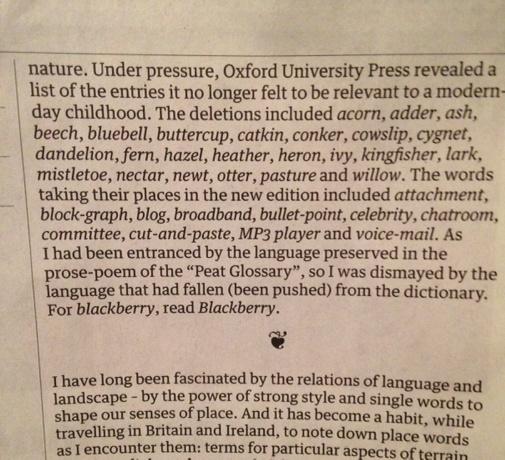 nature. Under pressure, Oxford University Press revealed a
list of the entries it no longer felt to be relevant to a modern-
day childhood. The deletions included acorn, adder, ash,
beech, bluebell, buttercup, catkin, conker, cowslip, cygnet,
dandelion, fern, hazel, heather, heron, ivy, kingfisher, lark,
mistletoe, nectar, newt, otter, pasture and willow. The words
taking their places in the new edition included attachment,
block-graph, blog, broadband, bullet-point, celebrity, chatroom,
committee, cut-and-paste, MP3 player and voice-mail. As
I had been entranced by the language preserved in the
prose-poem of the “Peat Glossary”, so I was dismayed by the
language that had fallen (been pushed) from the dictionary.
For blackberry, read Blackberry.
I have long been fascinated by the relations of language and
landscape – by the power of strong style and single words to
shape our senses of place. And it has become a habit, while
travelling in Britain and Ireland, to note down place words
as I encounter them: terms for particular aspects of terrain